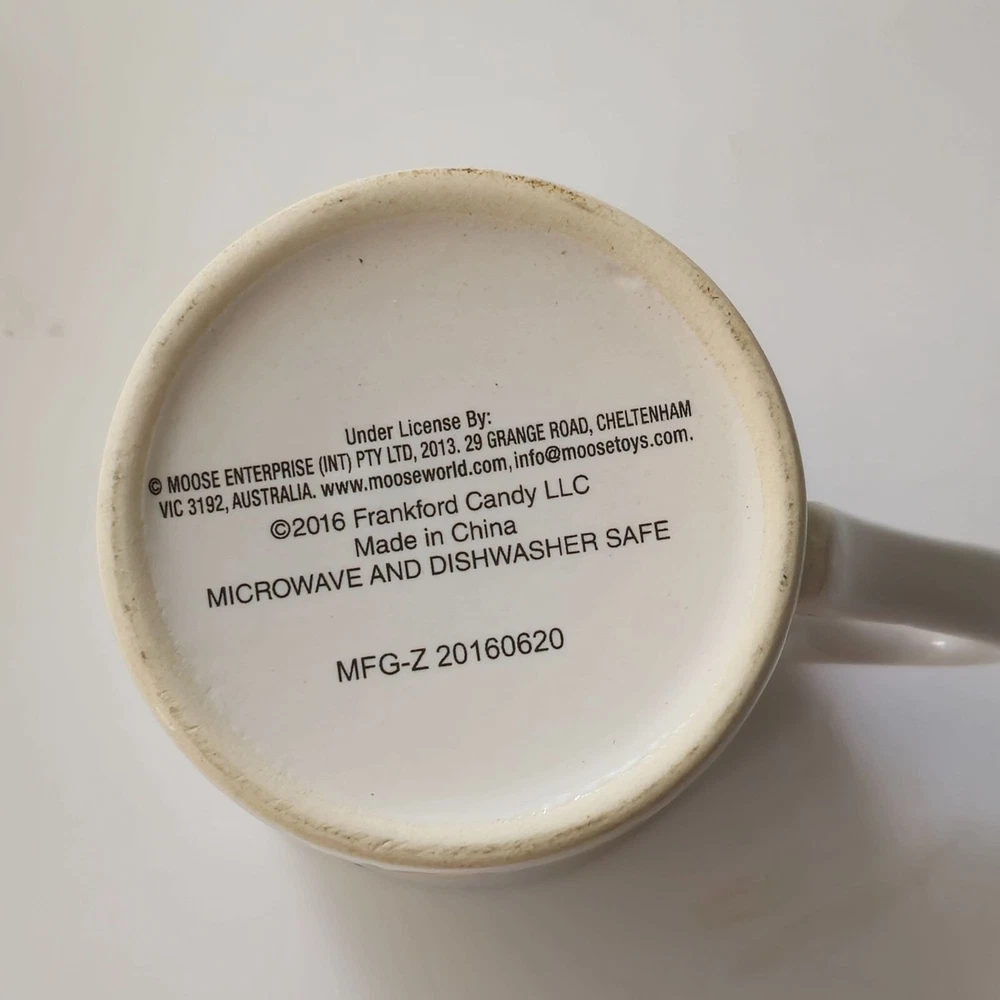 Under License By:
© MOOSE ENTERPRISE (INT) PTY LTD, 2013. 29 GRANGE ROAD, CHELTENHAM
VIC 3192, AUSTRALIA. www.mooseworld.com, info@moosetoys.com.
©2016 Frankford Candy LLC
Made in China
MICROWAVE AND DISHWASHER SAFE
MFG-Z 20160620